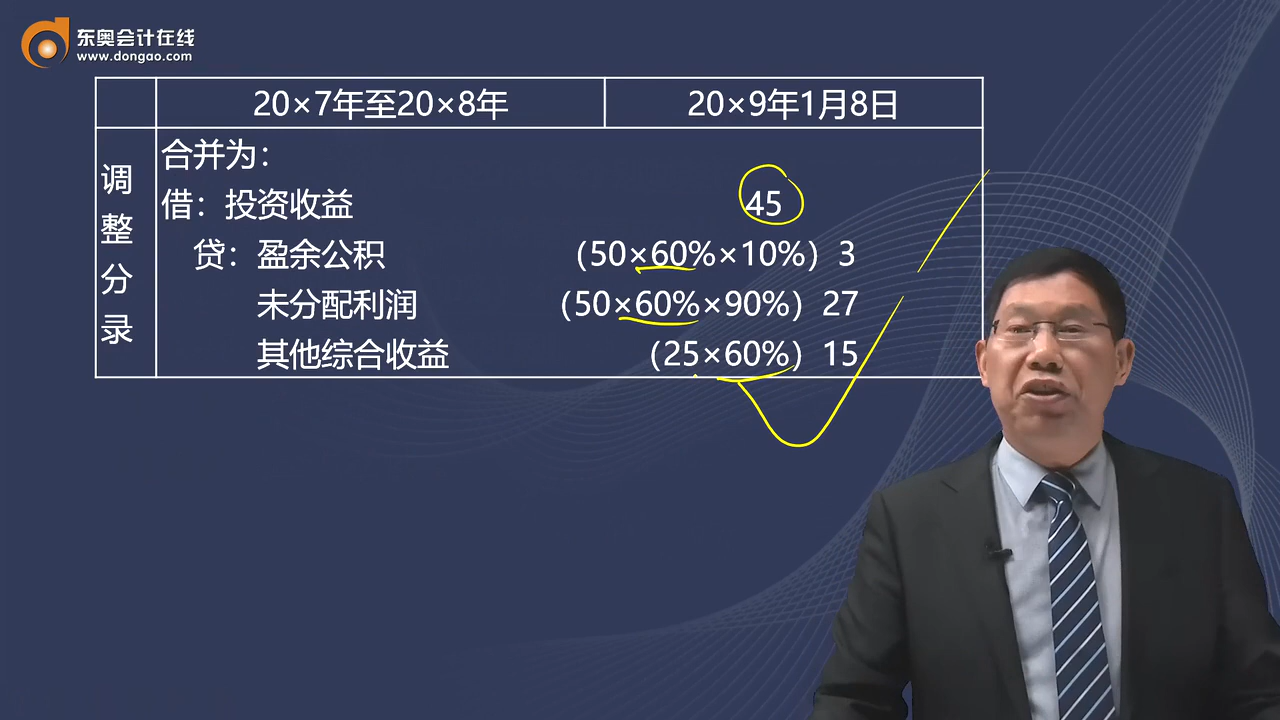 东奥会计在线
www.dongao.com
20×7年至20×8年 20×9年1月8日
调整分录
合并为：
借：投资收益 45
贷：盈余公积 （50×60%×10%）3
未分配利润 （50×60%×90%）27
其他综合收益 （25×60%）15